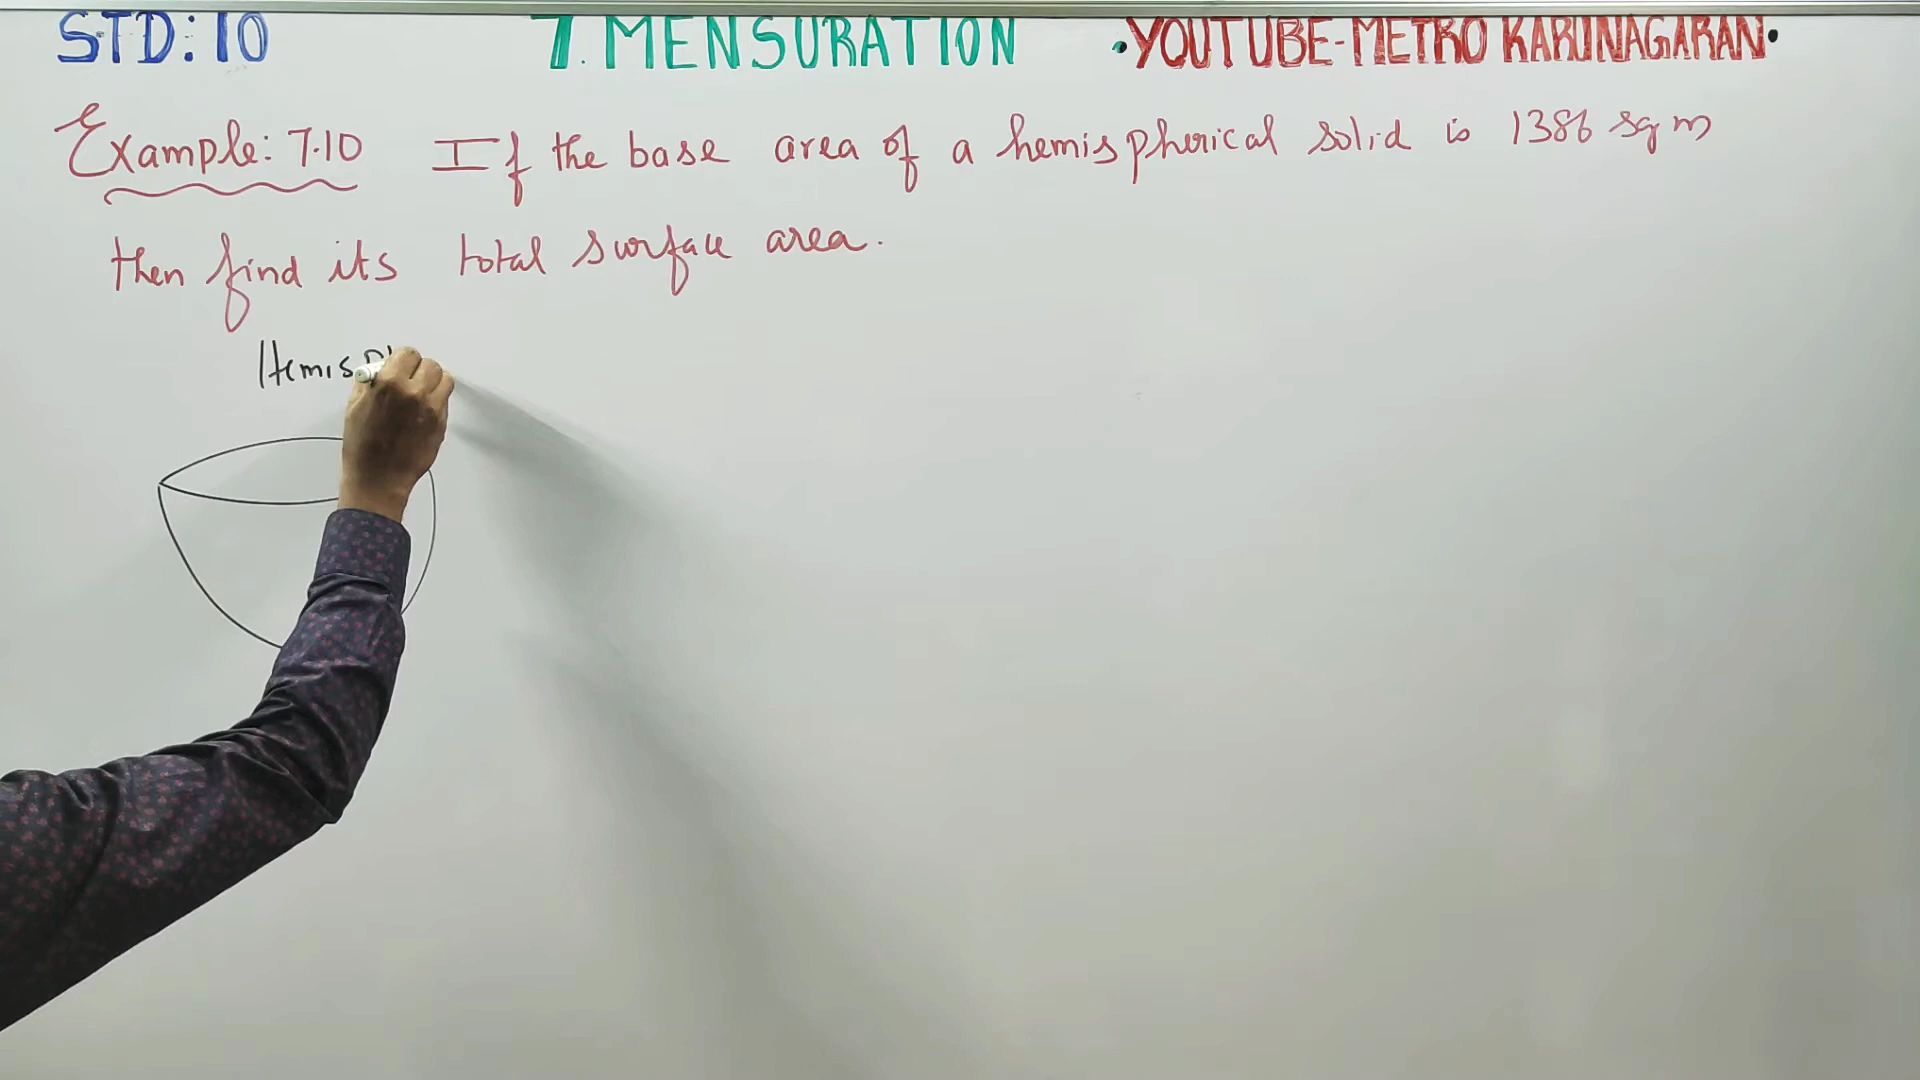 STD: 10 7. MENSURATION •YOUTUBE-METRO KARUNAGARAN•
Example: 7.10 If the base area of a hemispherical solid is 1386 sq m
then find its total surface area.
Hemisp